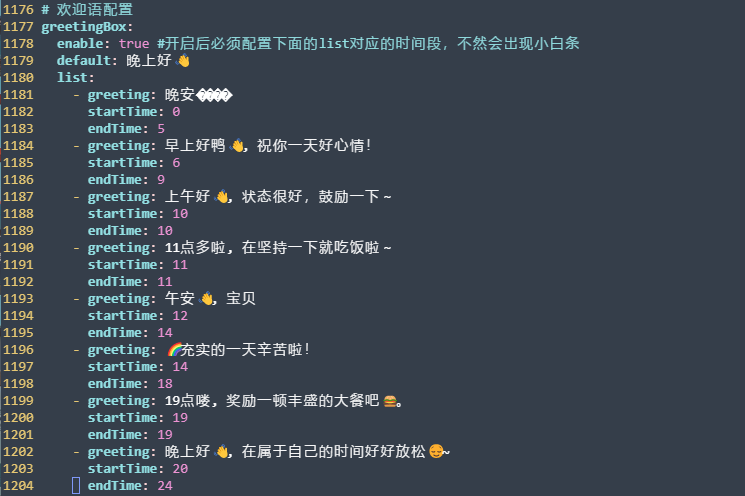 1176 # 欢迎语配置
1177 greetingBox:
1178   enable: true #开启后必须配置下面的list对应的时间段，不然会出现小白条
1179   default: 晚上好👋
1180   list:
1181     - greeting: 晚安����
1182       startTime: 0
1183       endTime: 5
1184     - greeting: 早上好鸭👋, 祝你一天好心情！
1185       startTime: 6
1186       endTime: 9
1187     - greeting: 上午好👋, 状态很好，鼓励一下～
1188       startTime: 10
1189       endTime: 10
1190     - greeting: 11点多啦, 在坚持一下就吃饭啦～
1191       startTime: 11
1192       endTime: 11
1193     - greeting: 午安👋, 宝贝
1194       startTime: 12
1195       endTime: 14
1196     - greeting: 🌈充实的一天辛苦啦！
1197       startTime: 14
1198       endTime: 18
1199     - greeting: 19点喽, 奖励一顿丰盛的大餐吧🍔。
1200       startTime: 19
1201       endTime: 19
1202     - greeting: 晚上好👋, 在属于自己的时间好好放松😌~
1203       startTime: 20
1204       endTime: 24